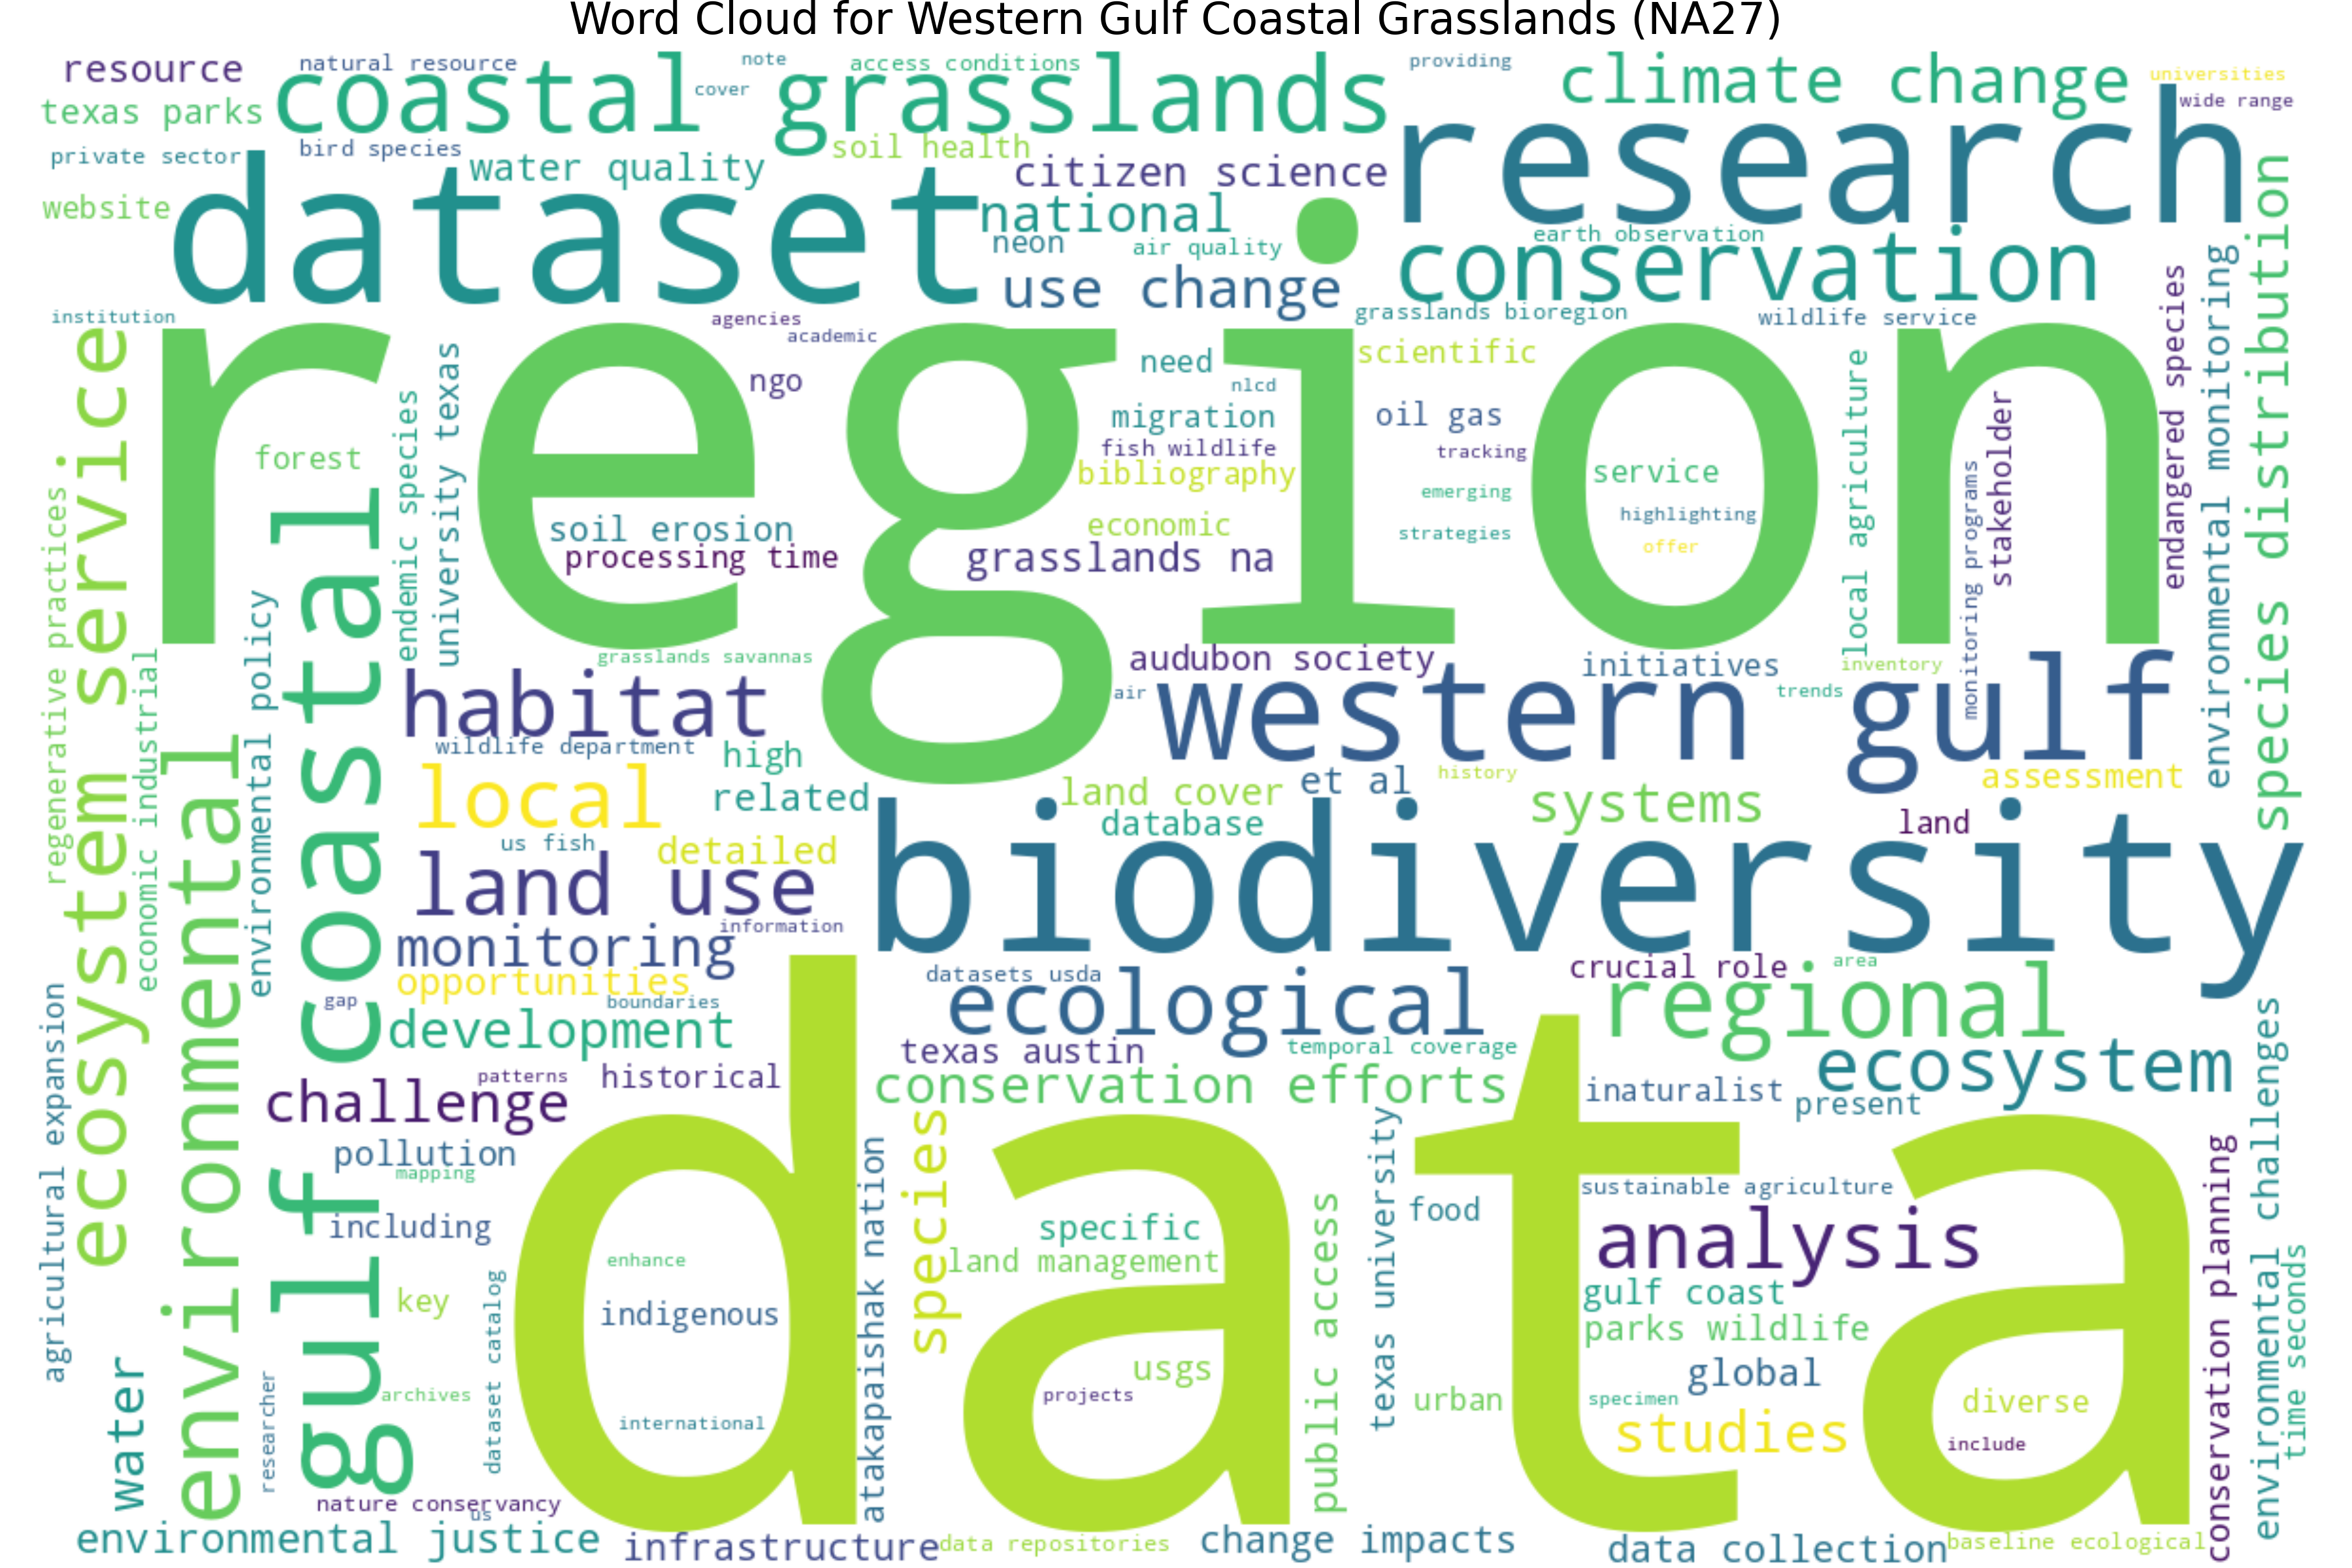 Word Cloud for Western Gulf Coastal Grasslands (NA27)
resource
natural resource
note
access conditions
providing
climate change
universities
texas parks
coastal
cover
grasslands
wide range
private sector
bird species
water quality
soil health
citizen science
research
website
dataset
national
neon
air quality
earth observation
conservation
use change
institution
agencies
academic
grasslands bioregion
wildlife service
region
ngo
need
nlcd
scientific
migration
oil gas
fish wildlife
tracking
bibliography
service
forest
emerging
highlighting
soil erosion
economic
strategies
offer
processing time
grasslands na
ecosystem service
regenerative practices
economic industrial
environmental policy
endemic species
university texas
local agriculture
monitoring programs
stakeholder
endangered species
environmental monitoring
species distribution
gulf coastal
environmental
grasslands savannas
audubon society
initiatives
inventory
habitat
air
western gulf
trends
wildlife department
high
local
related
land cover
et al
history
assessment
systems
database
land
us fish
detailed
land use
biodiversity
information
monitoring
opportunities
datasets usda
crucial role
area
gap
boundaries
ecological
regional
development
texas austin
temporal coverage
ecosystem
patterns
historical
conservation efforts
challenge
inaturalist
present
data
pollution
mapping
sustainable agriculture
including
specific
food
analysis
enhance
land management
key
indigenous
gulf coast
parks wildlife
usgs
global
archives
projects
urban
specimen
diverse
international
studies
include
agricultural expansion
water
researcher
dataset catalog
atakapaishak nation
species
public access
texas university
conservation planning
environmental challenges
time seconds
nature conservancy
us
environmental justice
infrastructure
data repositories
change impacts
data collection
baseline ecological